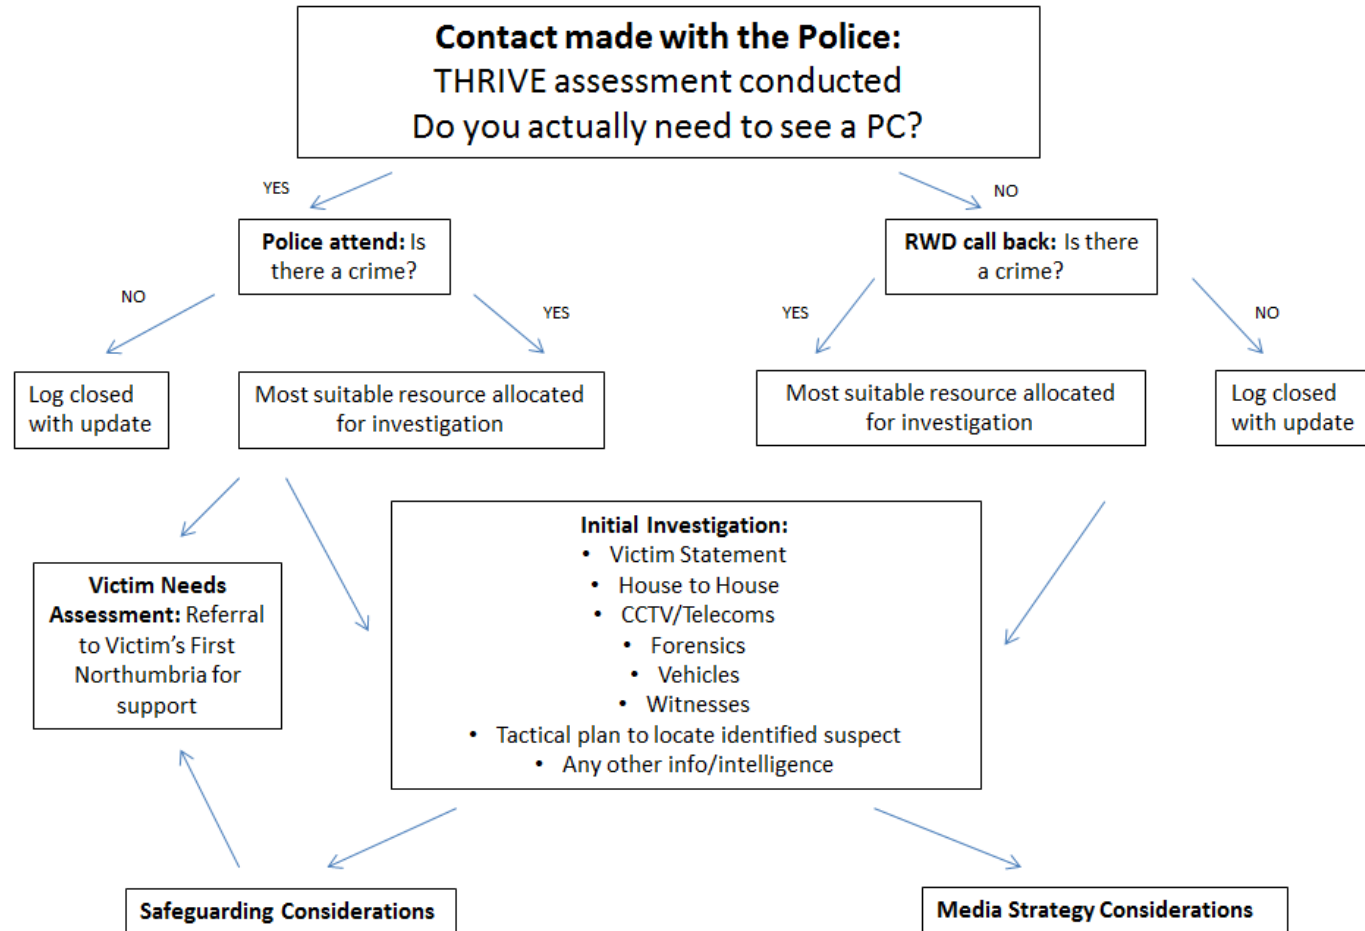 Contact made with the Police:
THRIVE assessment conducted
Do you actually need to see a PC?
YES
NO
Police attend: Is
there a crime?
RWD call back: Is there
a crime?
NO
YES
YES
NO
Log closed
with update
Most suitable resource allocated
for investigation
Most suitable resource allocated
for investigation
Log closed
with update
Victim Needs
Assessment: Referral
to Victim’s First
Northumbria for
support
Initial Investigation:
• Victim Statement
• House to House
• CCTV/Telecoms
• Forensics
• Vehicles
• Witnesses
• Tactical plan to locate identified suspect
• Any other info/intelligence
Safeguarding Considerations
Media Strategy Considerations